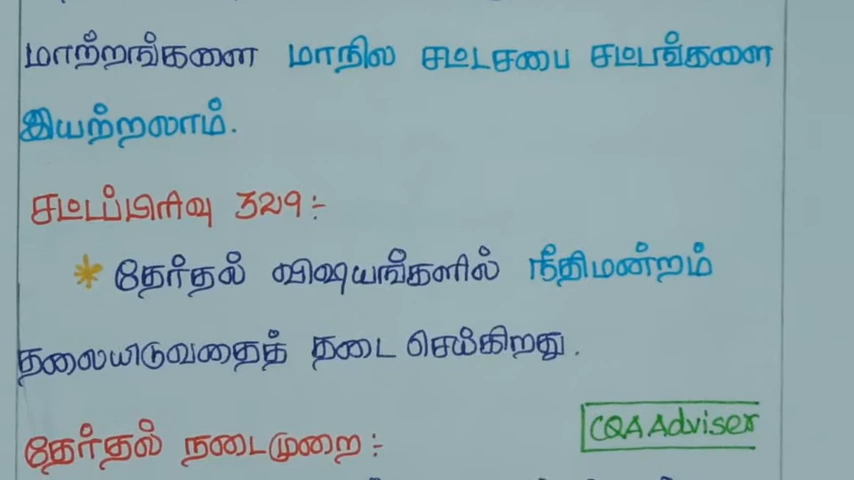 மாற்றங்களை மாநில சட்டசபை சட்டங்களை
இயற்றலாம்.
சட்டப்பிரிவு 329:-
* தேர்தல் விஷயங்களில் நீதிமன்றம்
தலையிடுவதைத் தடை செய்கிறது.
தேர்தல் நடைமுறை:-
CQA Adviser